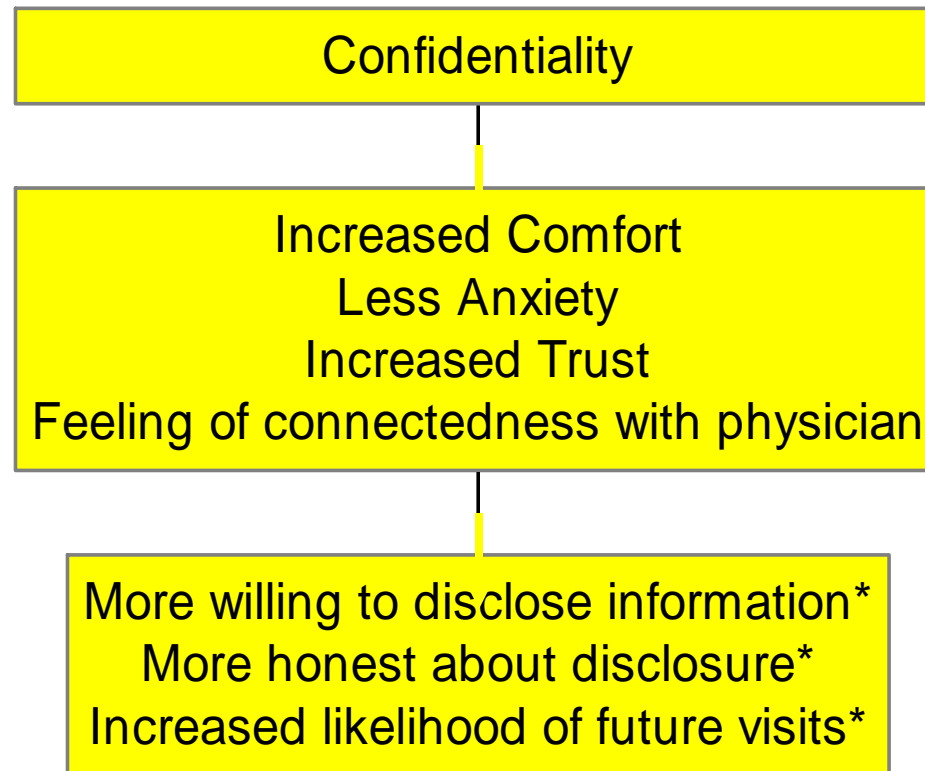 Confidentiality
Increased Comfort
Less Anxiety
Increased Trust
Feeling of connectedness with physician
More willing to disclose information*
More honest about disclosure*
Increased likelihood of future visits*